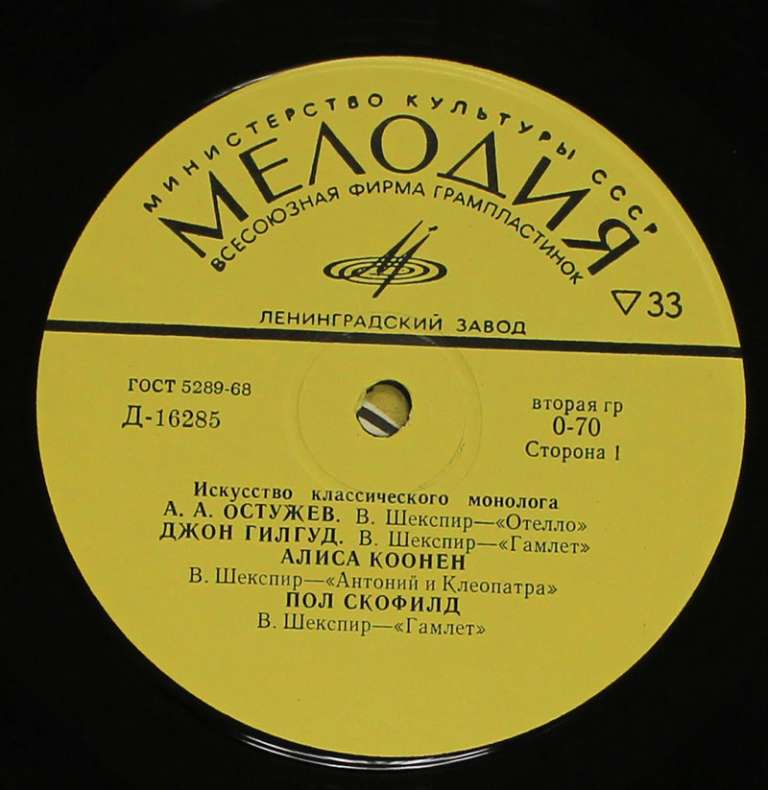 МИНИСТЕРСТВО КУЛЬТУРЫ СССР
МЕЛОДИЯ
ВСЕСОЮЗНАЯ ФИРМА ГРАМПЛАСТИНОК
▽33
ЛЕНИНГРАДСКИЙ ЗАВОД
ГОСТ 5289-68
Д-16285
вторая гр
0-70
Сторона 1
Искусство классического монолога
А. А. ОСТУЖЕВ. В. Шекспир—«Отелло»
ДЖОН ГИЛГУД. В. Шекспир—«Гамлет»
АЛИСА КООНЕН
В. Шекспир—«Антоний и Клеопатра»
ПОЛ СКОФИЛД
В. Шекспир—«Гамлет»